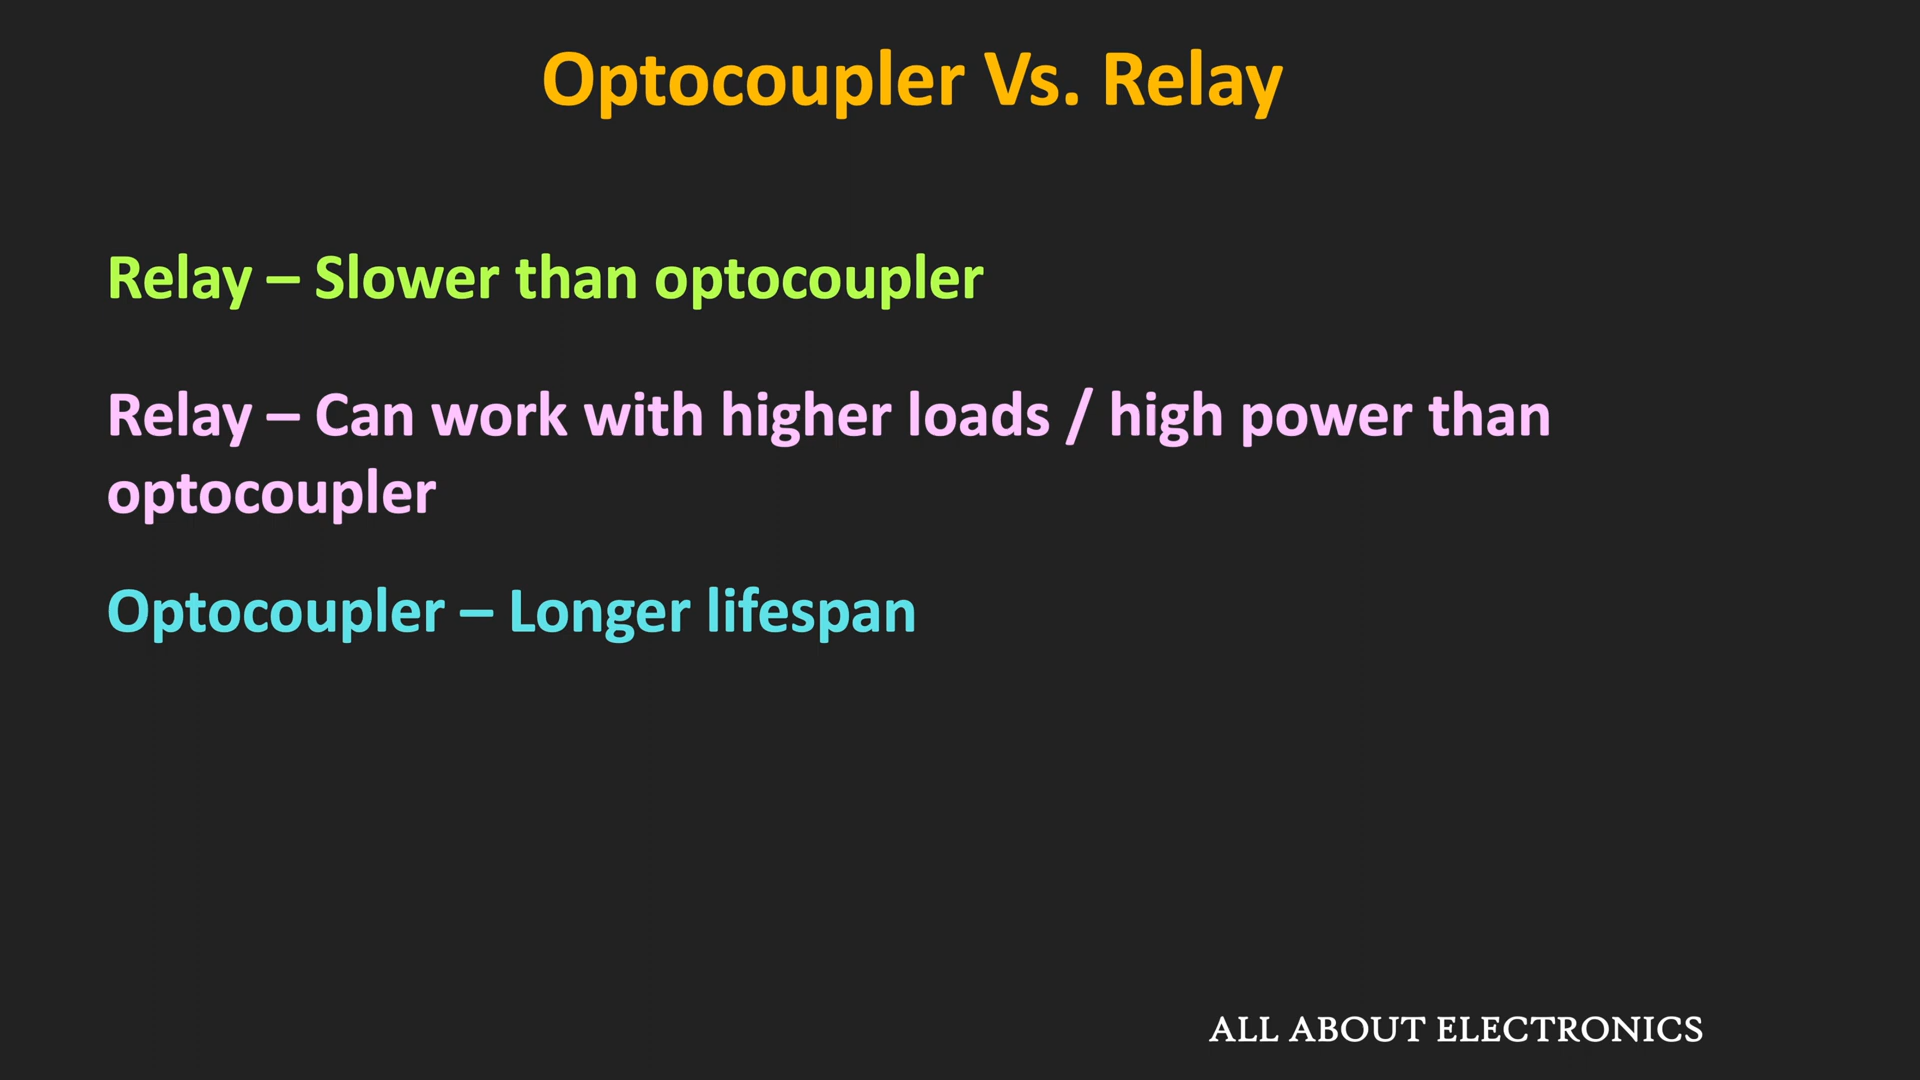 Optocoupler Vs. Relay
Relay – Slower than optocoupler
Relay – Can work with higher loads / high power than
optocoupler
Optocoupler – Longer lifespan
ALL ABOUT ELECTRONICS